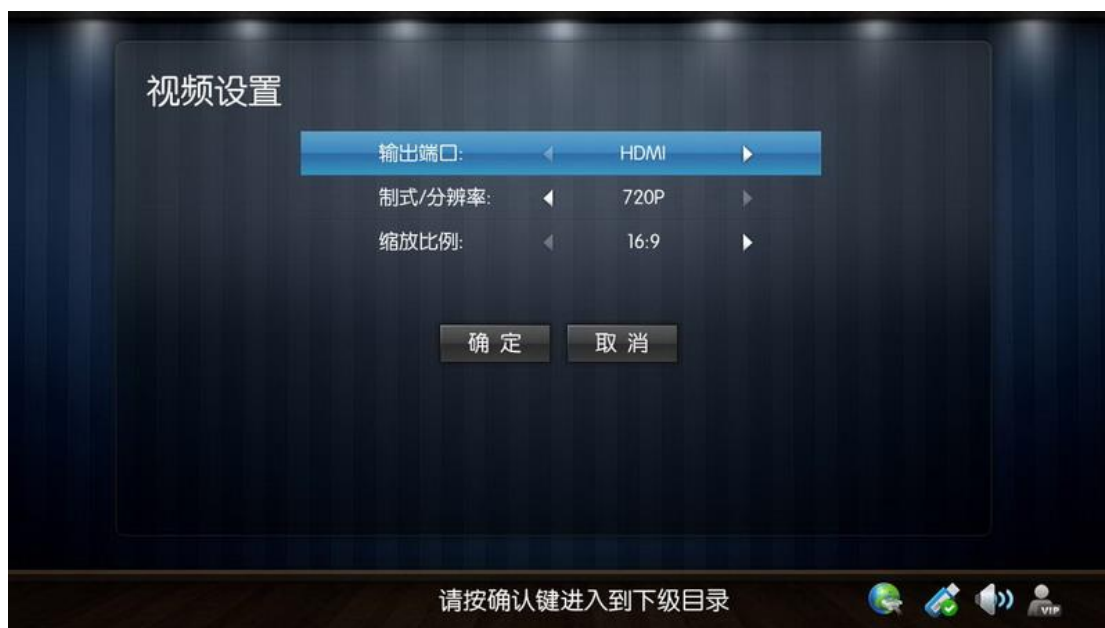 视频设置
输出端口: HDMI
制式/分辨率: 720P
缩放比例: 16:9
确定 取消
请按确认键进入到下级目录
VIP